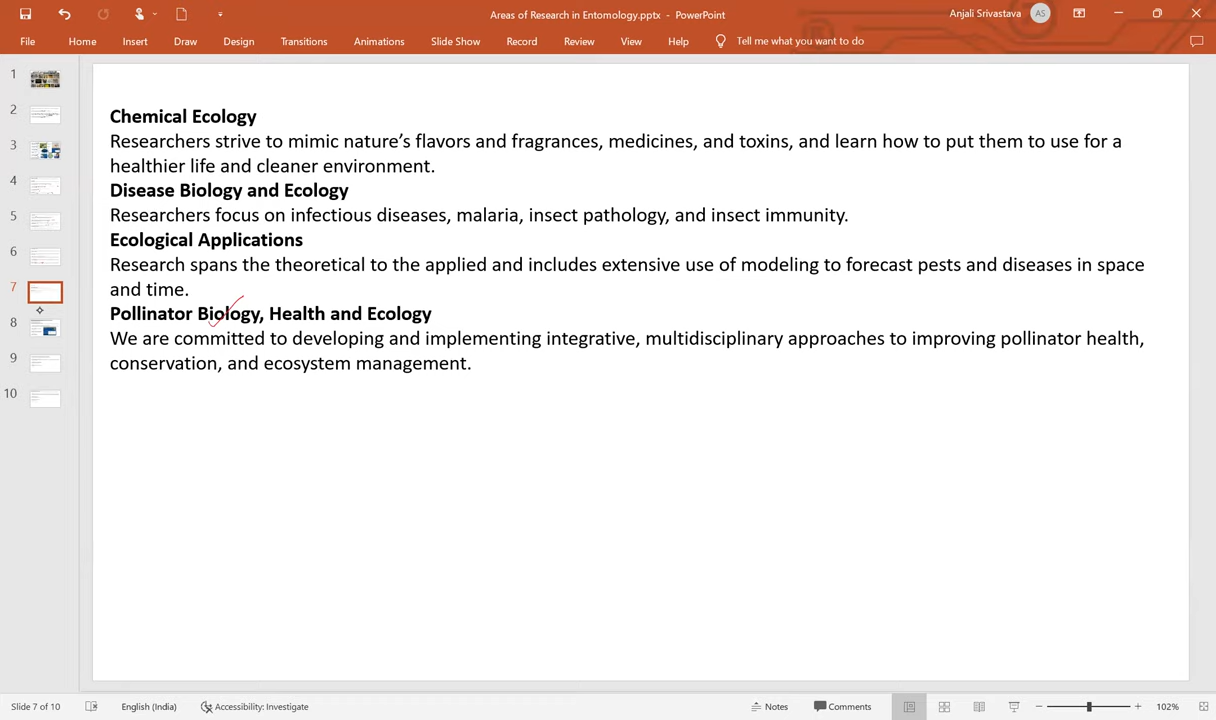 Areas of Research in Entomology.pptx - PowerPoint
Anjali Srivastava AS
File Home Insert Draw Design Transitions Animations Slide Show Record Review View Help Tell me what you want to do
1
2
3
4
5
6
7
8
9
10
Chemical Ecology
Researchers strive to mimic nature’s flavors and fragrances, medicines, and toxins, and learn how to put them to use for a
healthier life and cleaner environment.
Disease Biology and Ecology
Researchers focus on infectious diseases, malaria, insect pathology, and insect immunity.
Ecological Applications
Research spans the theoretical to the applied and includes extensive use of modeling to forecast pests and diseases in space
and time.
Pollinator Biology, Health and Ecology
We are committed to developing and implementing integrative, multidisciplinary approaches to improving pollinator health,
conservation, and ecosystem management.
Slide 7 of 10 English (India) Accessibility: Investigate Notes Comments 102%